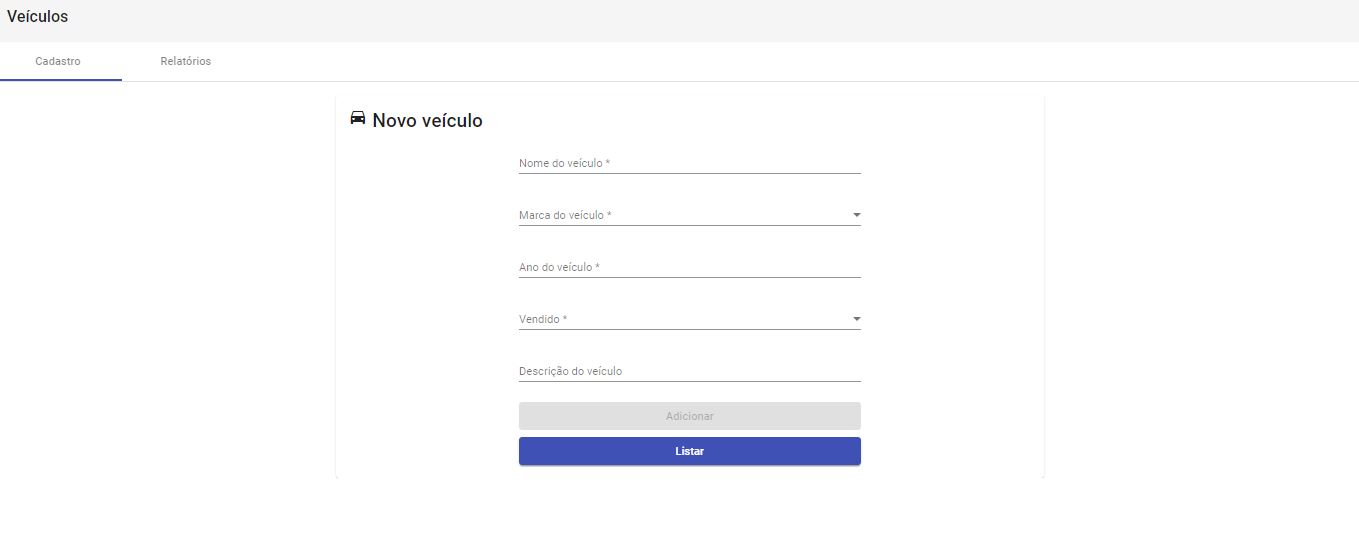 Veículos
Cadastro Relatórios
Novo veículo
Nome do veículo *
Marca do veículo *
Ano do veículo *
Vendido *
Descrição do veículo
Adicionar
Listar